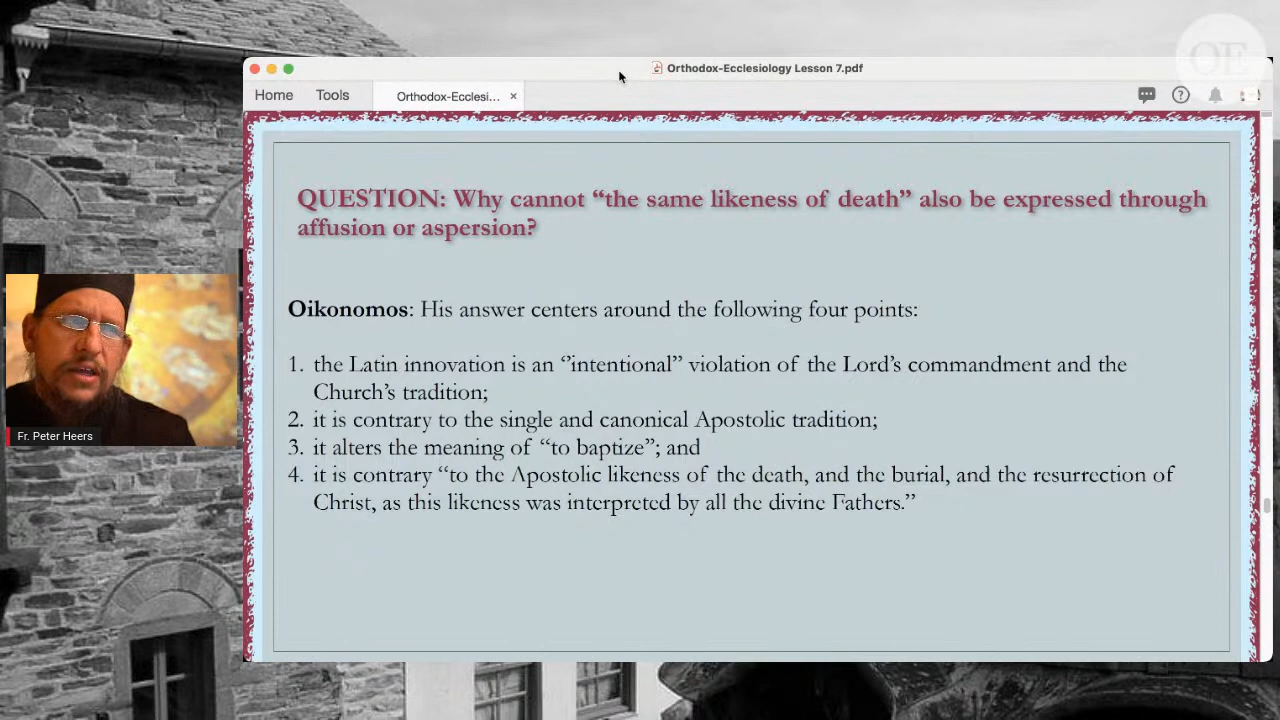 OE
Orthodox-Ecclesiology Lesson 7.pdf
Home
Tools
Orthodox-Ecclesi...
QUESTION: Why cannot “the same likeness of death” also be expressed through
affusion or aspersion?
Oikonomos: His answer centers around the following four points:
1. the Latin innovation is an “intentional” violation of the Lord’s commandment and the
Church’s tradition;
2. it is contrary to the single and canonical Apostolic tradition;
3. it alters the meaning of “to baptize”; and
4. it is contrary “to the Apostolic likeness of the death, and the burial, and the resurrection of
Christ, as this likeness was interpreted by all the divine Fathers.”
Fr. Peter Heers